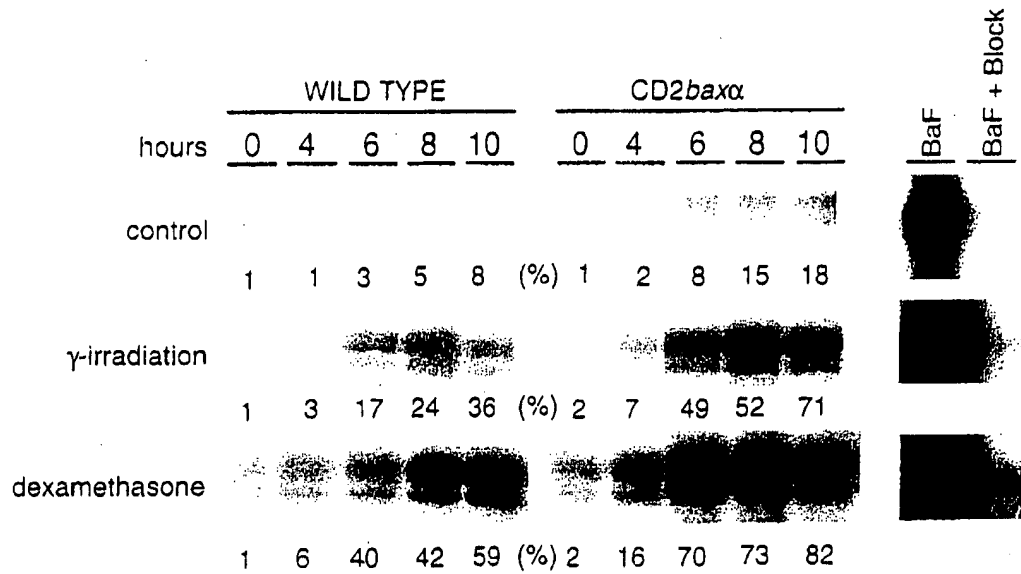 WILD TYPE CD2baxα BaF BaF + Block
hours 0 4 6 8 10 0 4 6 8 10
control
1 1 3 5 8 (%) 1 2 8 15 18
γ-irradiation
1 3 17 24 36 (%) 2 7 49 52 71
dexamethasone
1 6 40 42 59 (%) 2 16 70 73 82